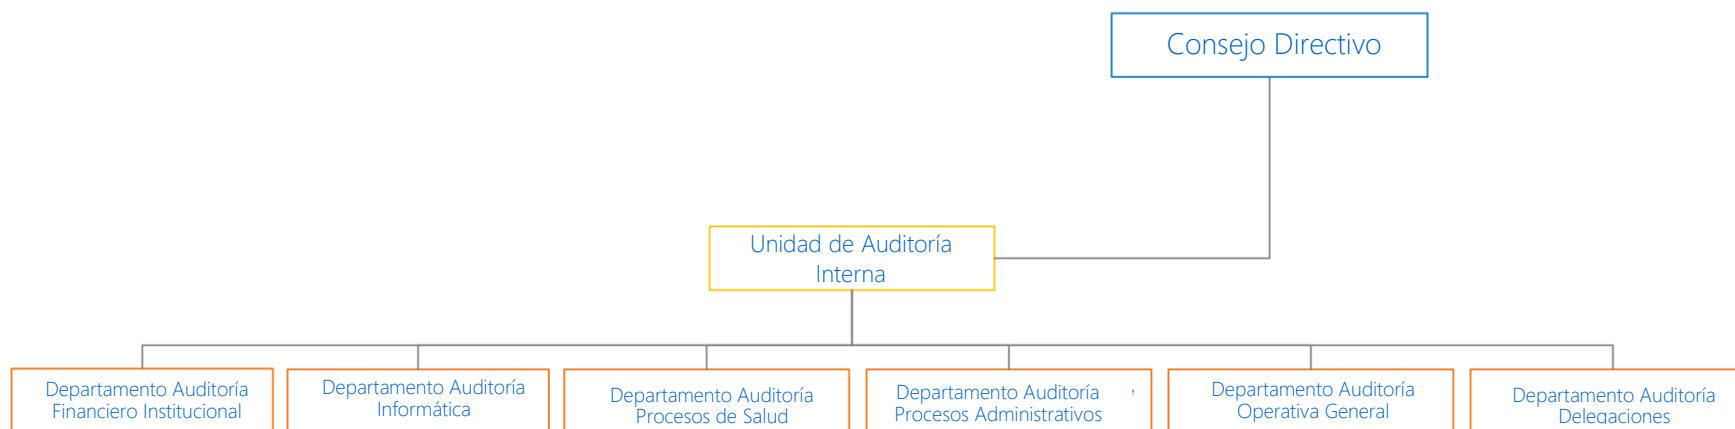 Consejo Directivo
Unidad de Auditoría
Interna
Departamento Auditoría
Financiero Institucional
Departamento Auditoría
Informática
Departamento Auditoría
Procesos de Salud
Departamento Auditoría
Procesos Administrativos
Departamento Auditoría
Operativa General
Departamento Auditoría
Delegaciones